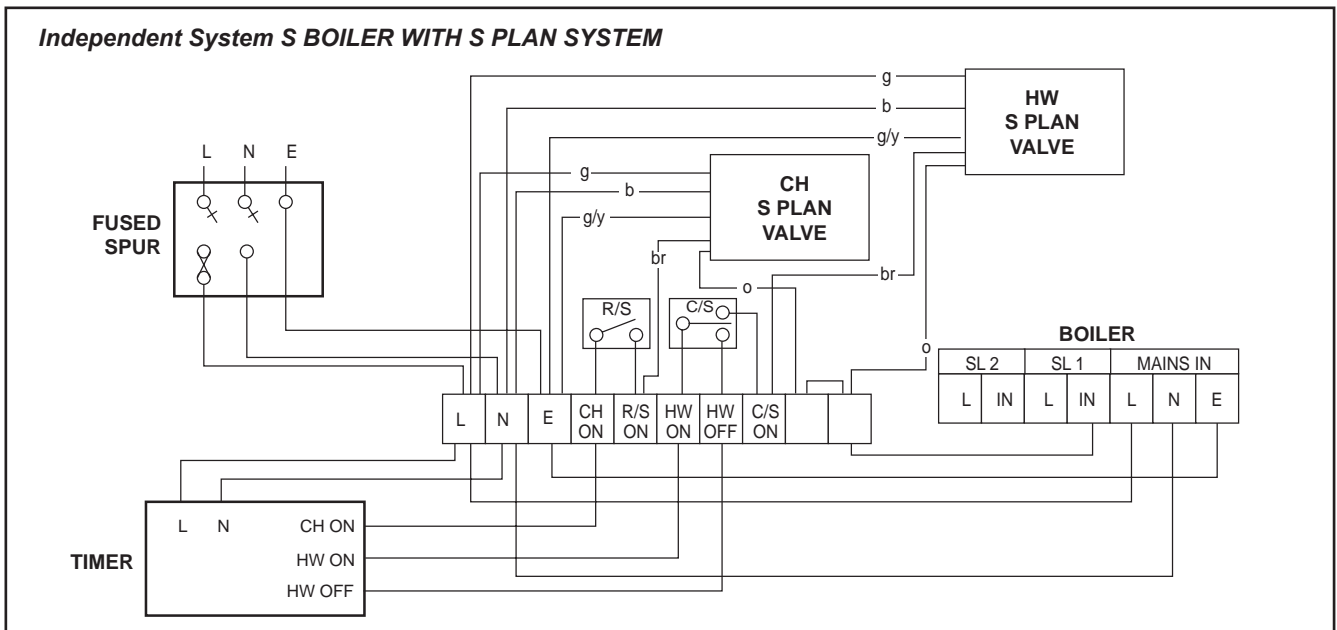 Independent System S BOILER WITH S PLAN SYSTEM
g
b
g/y
HW
S PLAN
VALVE
L N E
g
b
g/y
CH
S PLAN
VALVE
FUSED
SPUR
br
br
o
R/S
C/S
o
BOILER
SL 2 SL 1 MAINS IN
L IN L IN L N E
L N E CH ON R/S ON HW ON HW OFF C/S ON
L N CH ON
TIMER
HW ON
HW OFF